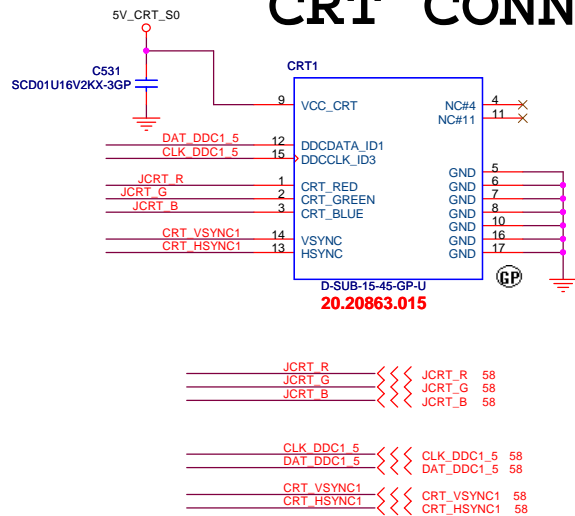 CRT CONN
5V_CRT_S0
C531
SCD01U16V2KX-3GP
CRT1
9 VCC_CRT
NC#4 4
NC#11 11
DAT_DDC1_5 12 DDCDATA_ID1
CLK_DDC1_5 15 DDCCLK_ID3
JCRT_R 1 CRT_RED
JCRT_G 2 CRT_GREEN
JCRT_B 3 CRT_BLUE
CRT_VSYNC1 14 VSYNC
CRT_HSYNC1 13 HSYNC
GND 5
GND 6
GND 7
GND 8
GND 10
GND 16
GND 17
GP
D-SUB-15-45-GP-U
20.20863.015
JCRT_R JCRT_R 58
JCRT_G JCRT_G 58
JCRT_B JCRT_B 58
CLK_DDC1_5 CLK_DDC1_5 58
DAT_DDC1_5 DAT_DDC1_5 58
CRT_VSYNC1 CRT_VSYNC1 58
CRT_HSYNC1 CRT_HSYNC1 58